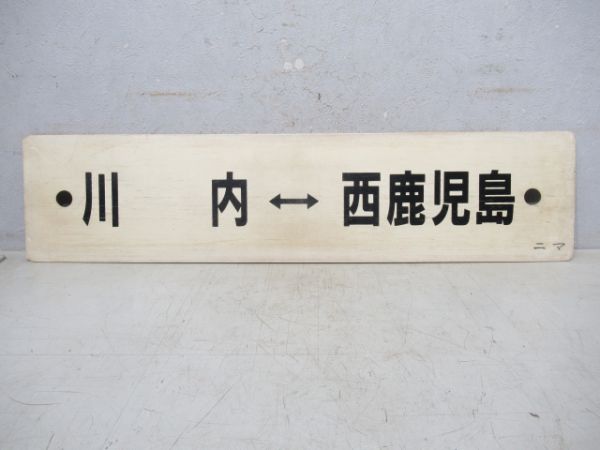 川 内 ↔ 西鹿児島
ニ マ